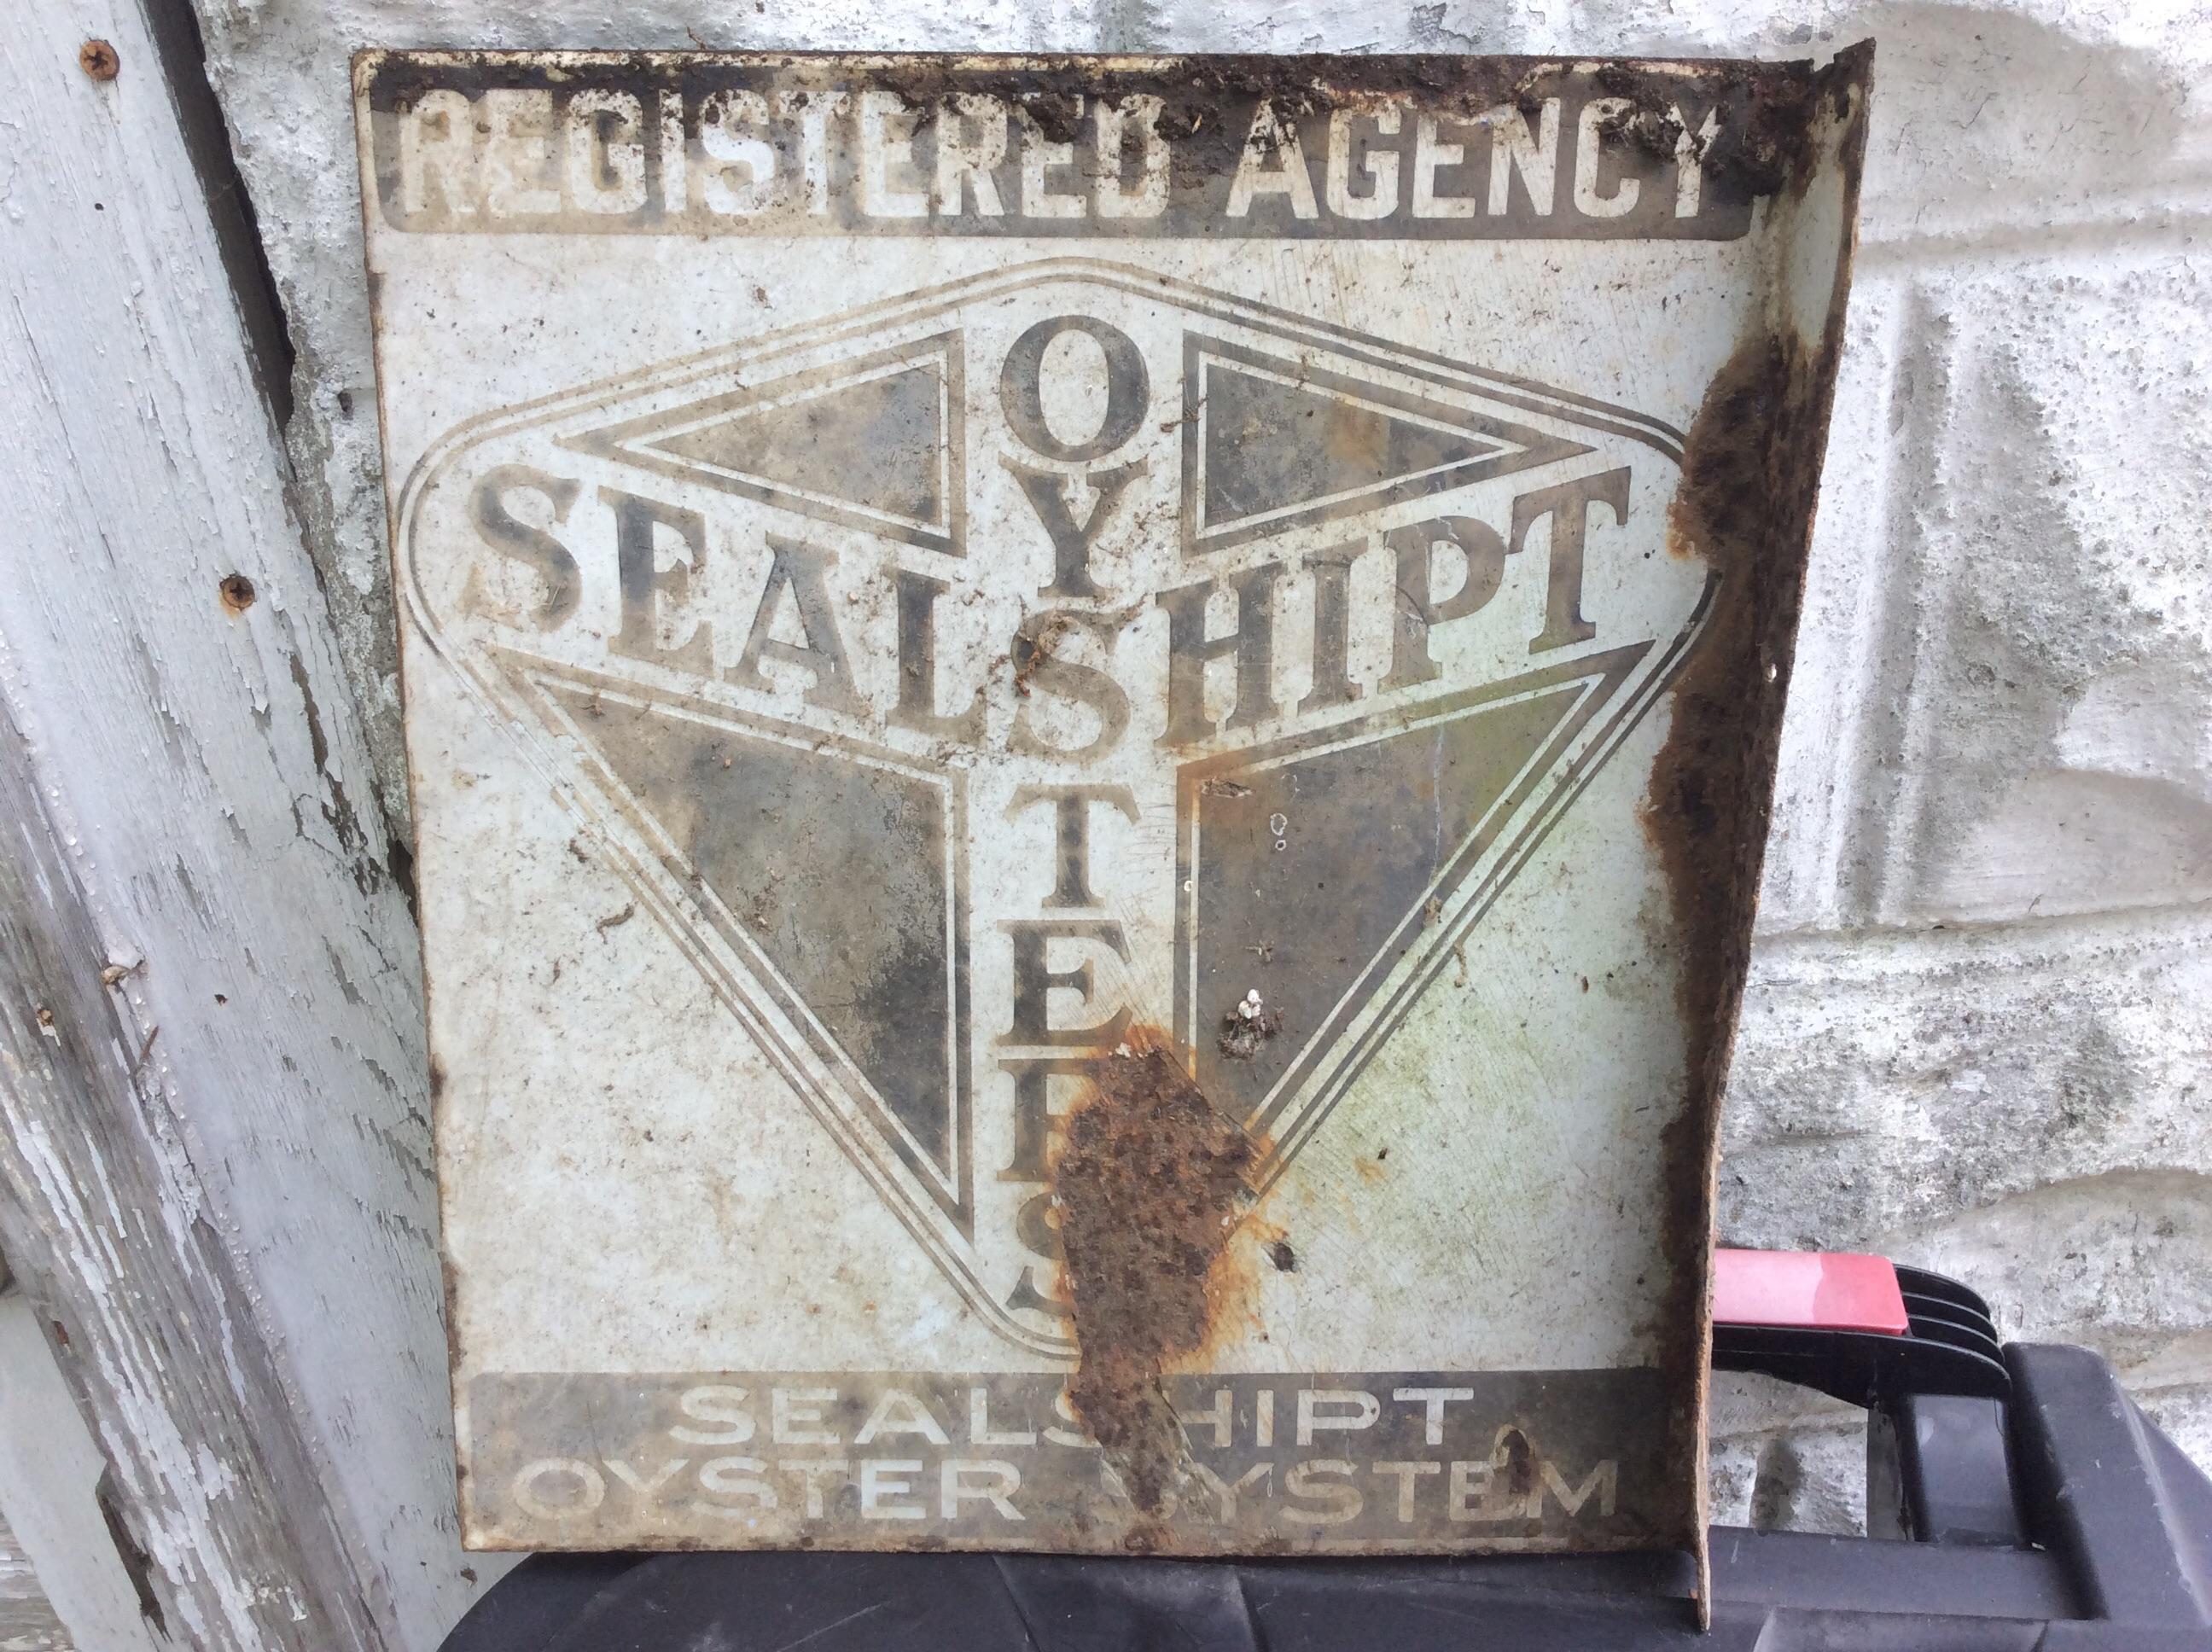 REGISTERED AGENCY
OYSTERS
SEALSHIPT
SEALSHIPT
OYSTER SYSTEM